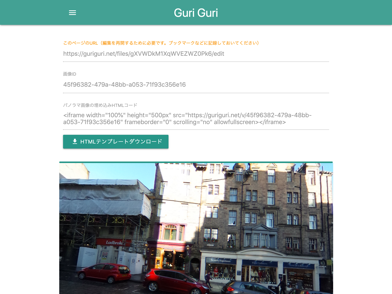 Guri Guri
このページのURL（編集を再開するために必要です。ブックマークなどに記録しておいてください）
https://guriguri.net/files/gXVWDkM1XqWVEZWZ0Pk6/edit
画像ID
45f96382-479a-48bb-a053-71f93c356e16
パノラマ画像の埋め込みHTMLコード
<iframe width="100%" height="500px" src="https://guriguri.net/v/45f96382-479a-48bb-
a053-71f93c356e16" frameborder="0" scrolling="no" allowfullscreen></iframe>
HTMLテンプレートダウンロード